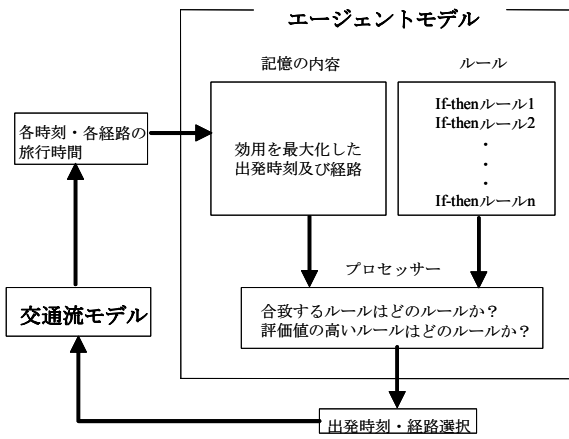 エージェントモデル
記憶の内容
ルール
各時刻・各経路の
旅行時間
効用を最大化した
出発時刻及び経路
If-thenルール1
If-thenルール2
・
・
・
If-thenルールn
プロセッサー
合致するルールはどのルールか?
評価値の高いルールはどのルールか?
交通流モデル
出発時刻・経路選択